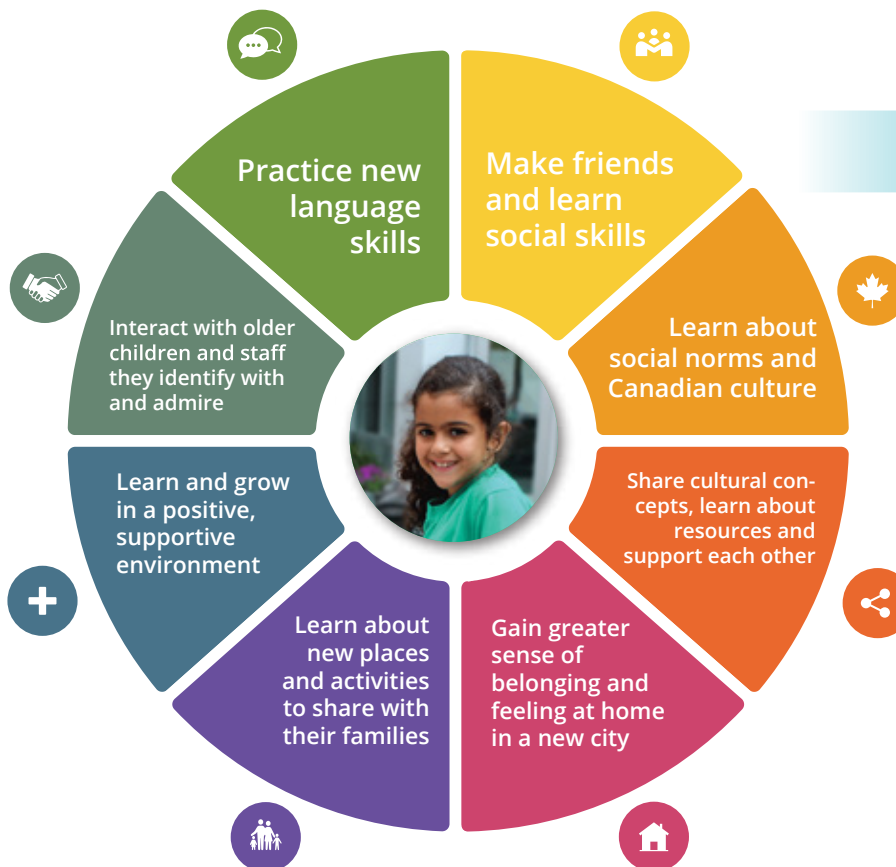 Practice new
language
skills
Make friends
and learn
social skills
Learn about
social norms and
Canadian culture
Share cultural con-
cepts, learn about
resources and
support each other
Gain greater
sense of
belonging and
feeling at home
in a new city
Learn about
new places
and activities
to share with
their families
Learn and grow
in a positive,
supportive
environment
Interact with older
children and staff
they identify with
and admire